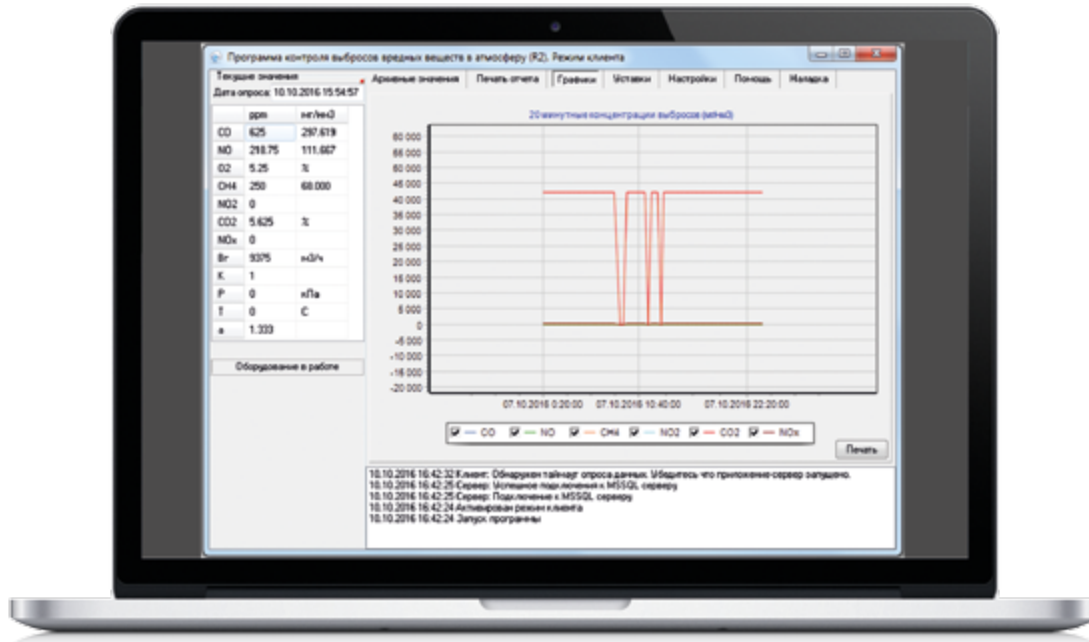 Программа контроля выбросов вредных веществ в атмосферу (R2). Режим клиента
Текущие значения
Дата опроса: 10.10.2016 15:54:57
Архивные значения Печать отчета Графики Уставки Настройки Помощь Наладка
ppm мг/нм3
CO 625 297.619
NO 218.75 111.667
O2 5.25 %
CH4 250 60.000
NO2 0
CO2 5.625 %
NOx 0
Вг 9375 нм3/ч
K 1
P 0 кПа
T 0 C
a 1.333
Оборудование в работе
20 минутные концентрации выбросов (мг/нм3)
60 000
55 000
50 000
45 000
40 000
35 000
30 000
25 000
20 000
15 000
10 000
5 000
0
-5 000
-10 000
-15 000
-20 000
07.10.2016 0:20:00 07.10.2016 10:40:00 07.10.2016 22:20:00
CO NO CH4 NO2 CO2 NOx
Печать
10.10.2016 16:42:32 Клиент: Обнаружен таймаут опроса данных. Убедитесь что приложение сервер запущено.
10.10.2016 16:42:25 Сервер: Успешное подключения к MSSQL серверу
10.10.2016 16:42:25 Сервер: Подключение к MSSQL серверу
10.10.2016 16:42:24 Активирован режим клиента
10.10.2016 16:42:24 Запуск программы